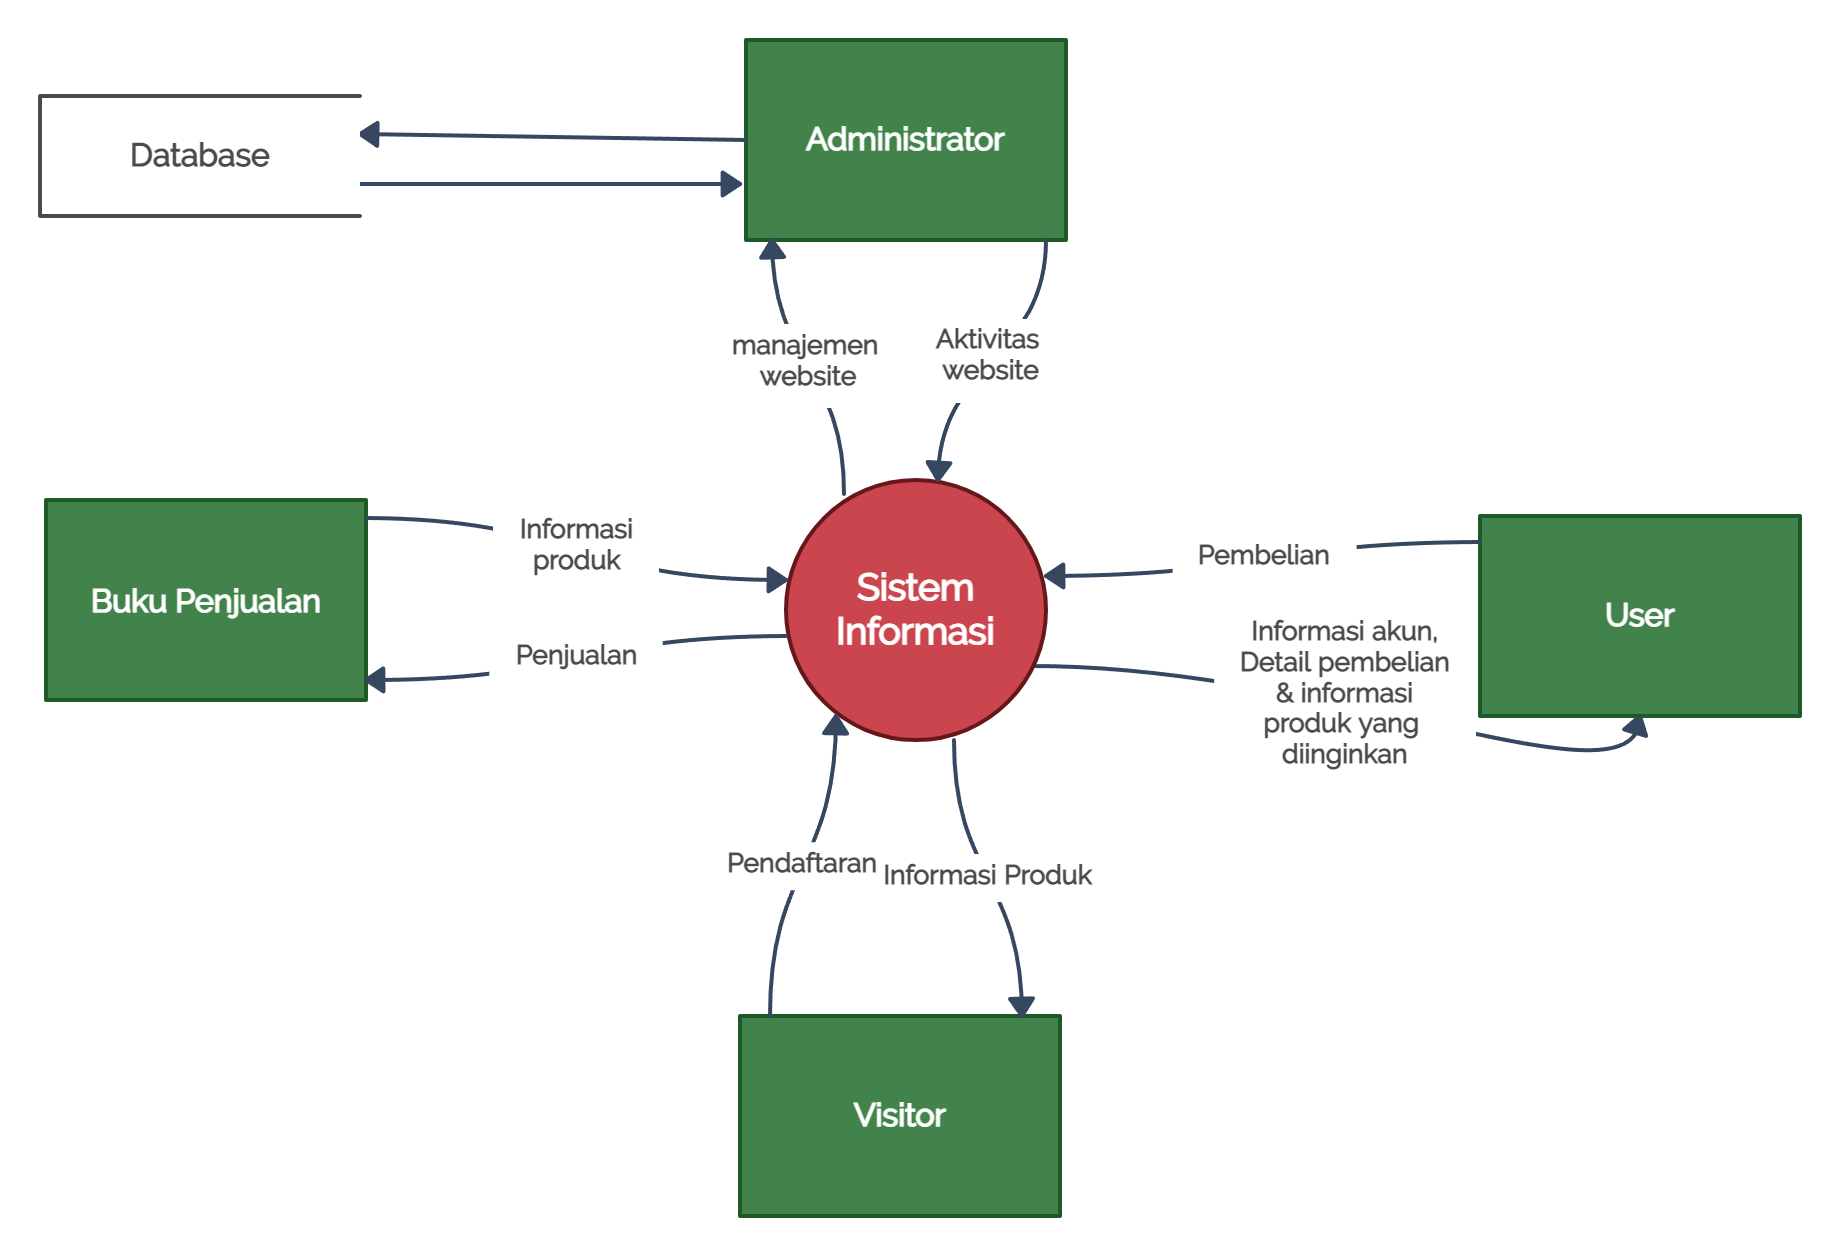 Administrator
Database
manajemen
website
Aktivitas
website
Buku Penjualan
Informasi
produk
Penjualan
Sistem
Informasi
Pembelian
Informasi akun,
Detail pembelian
& informasi
produk yang
diinginkan
User
Pendaftaran
Informasi Produk
Visitor